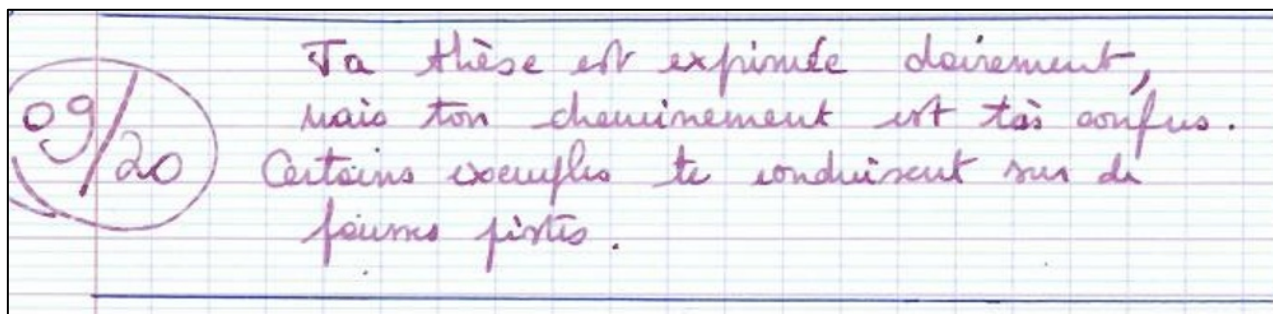 09/20
Ta thèse est exprimée clairement,
mais ton cheminement est très confus.
Certains exemples te conduisent sur de
fausses pistes.